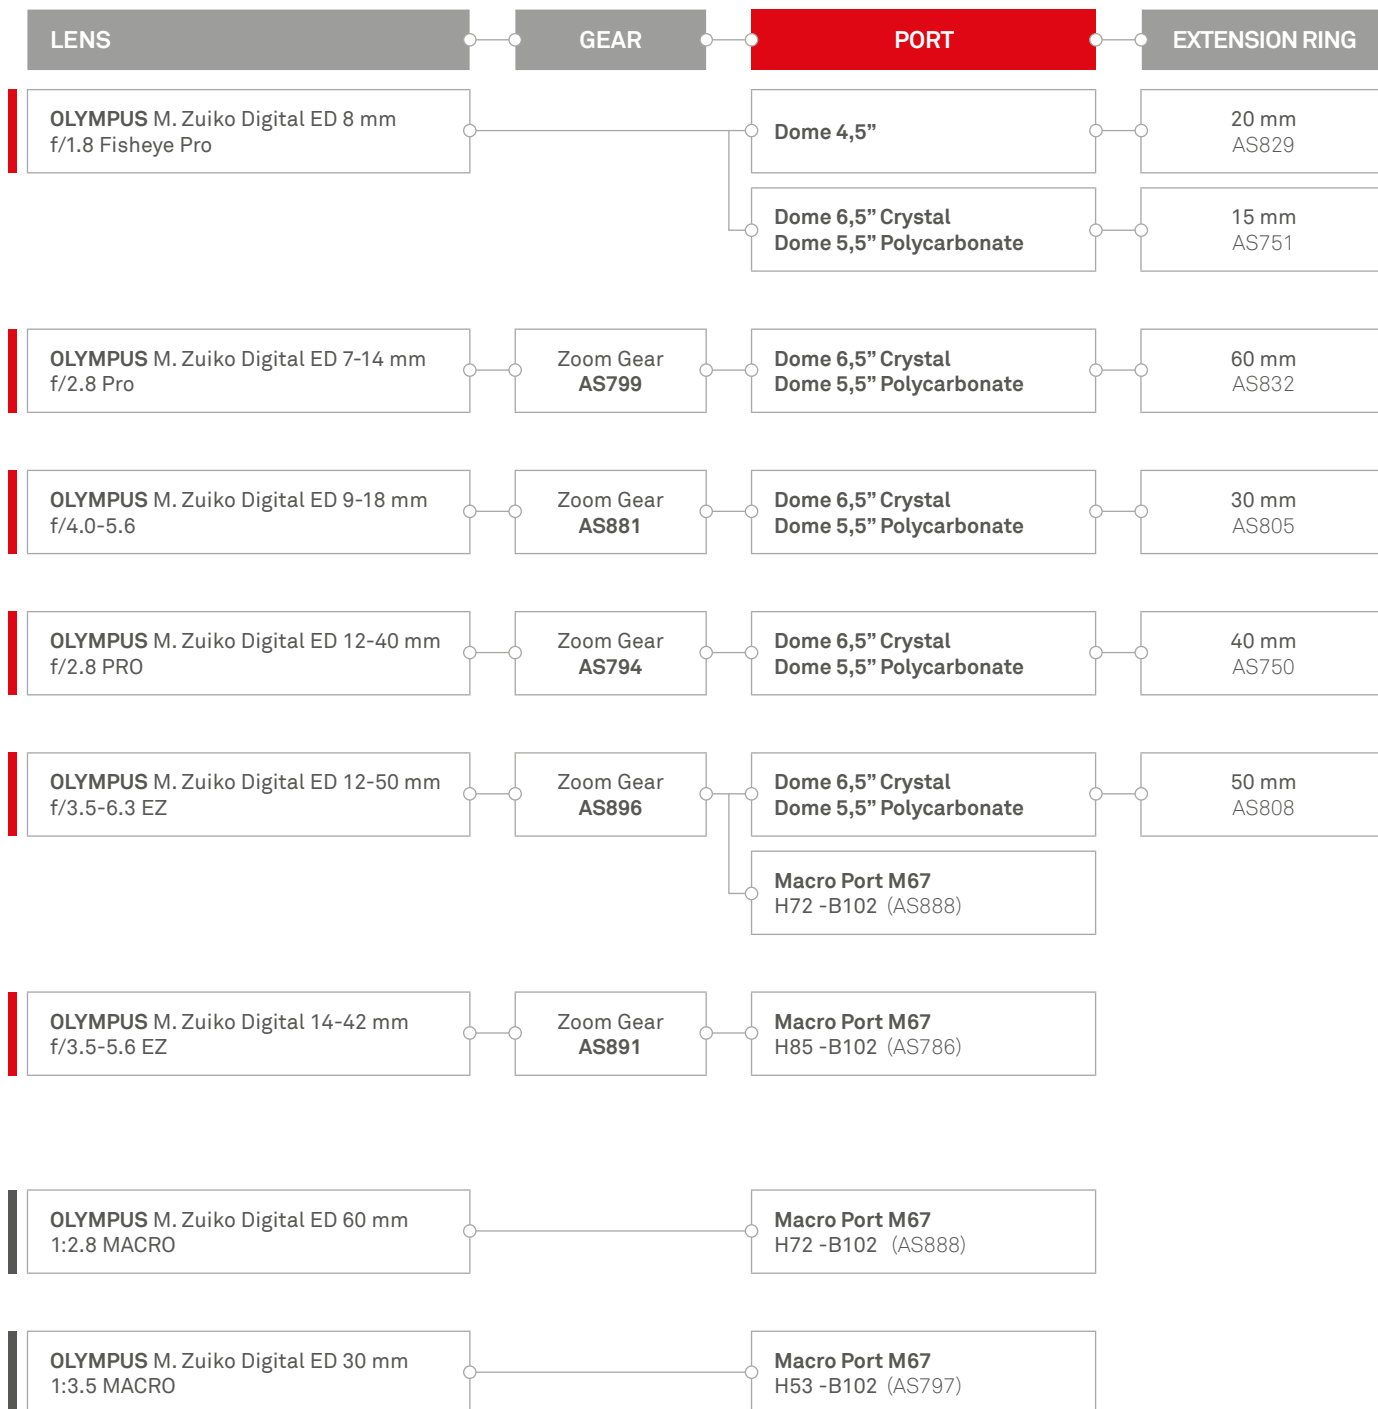 LENS GEAR PORT EXTENSION RING
OLYMPUS M. Zuiko Digital ED 8 mm
f/1.8 Fisheye Pro
Dome 4,5”
20 mm
AS829
Dome 6,5” Crystal
Dome 5,5” Polycarbonate
15 mm
AS751
OLYMPUS M. Zuiko Digital ED 7-14 mm
f/2.8 Pro
Zoom Gear
AS799
Dome 6,5” Crystal
Dome 5,5” Polycarbonate
60 mm
AS832
OLYMPUS M. Zuiko Digital ED 9-18 mm
f/4.0-5.6
Zoom Gear
AS881
Dome 6,5” Crystal
Dome 5,5” Polycarbonate
30 mm
AS805
OLYMPUS M. Zuiko Digital ED 12-40 mm
f/2.8 PRO
Zoom Gear
AS794
Dome 6,5” Crystal
Dome 5,5” Polycarbonate
40 mm
AS750
OLYMPUS M. Zuiko Digital ED 12-50 mm
f/3.5-6.3 EZ
Zoom Gear
AS896
Dome 6,5” Crystal
Dome 5,5” Polycarbonate
50 mm
AS808
Macro Port M67
H72 -B102 (AS888)
OLYMPUS M. Zuiko Digital 14-42 mm
f/3.5-5.6 EZ
Zoom Gear
AS891
Macro Port M67
H85 -B102 (AS786)
OLYMPUS M. Zuiko Digital ED 60 mm
1:2.8 MACRO
Macro Port M67
H72 -B102 (AS888)
OLYMPUS M. Zuiko Digital ED 30 mm
1:3.5 MACRO
Macro Port M67
H53 -B102 (AS797)